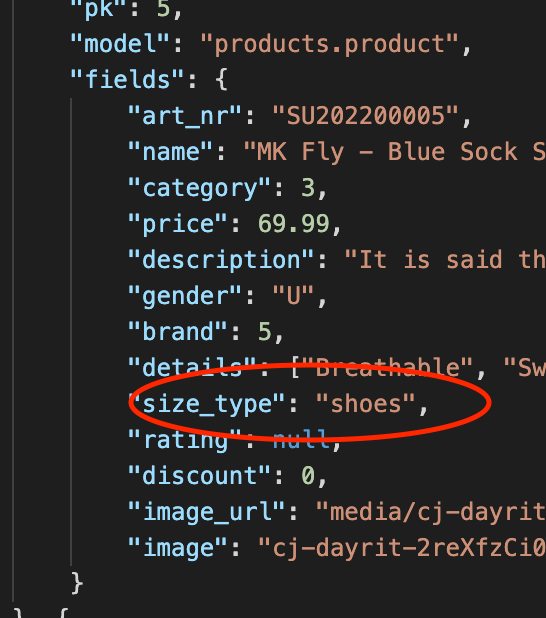 "pk": 5,
"model": "products.product",
"fields": {
"art_nr": "SU202200005",
"name": "MK Fly – Blue Sock S
"category": 3,
"price": 69.99,
"description": "It is said th
"gender": "U",
"brand": 5,
"details": ["Breathable", "Sw
"size_type": "shoes",
"rating": null,
"discount": 0,
"image_url": "media/cj-dayrit
"image": "cj-dayrit-2reXfzCi0
}
}, {